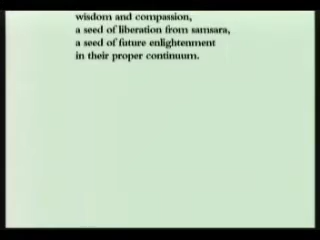 wisdom and compassion,
a seed of liberation from samsara,
a seed of future enlightenment
in their proper continuum.